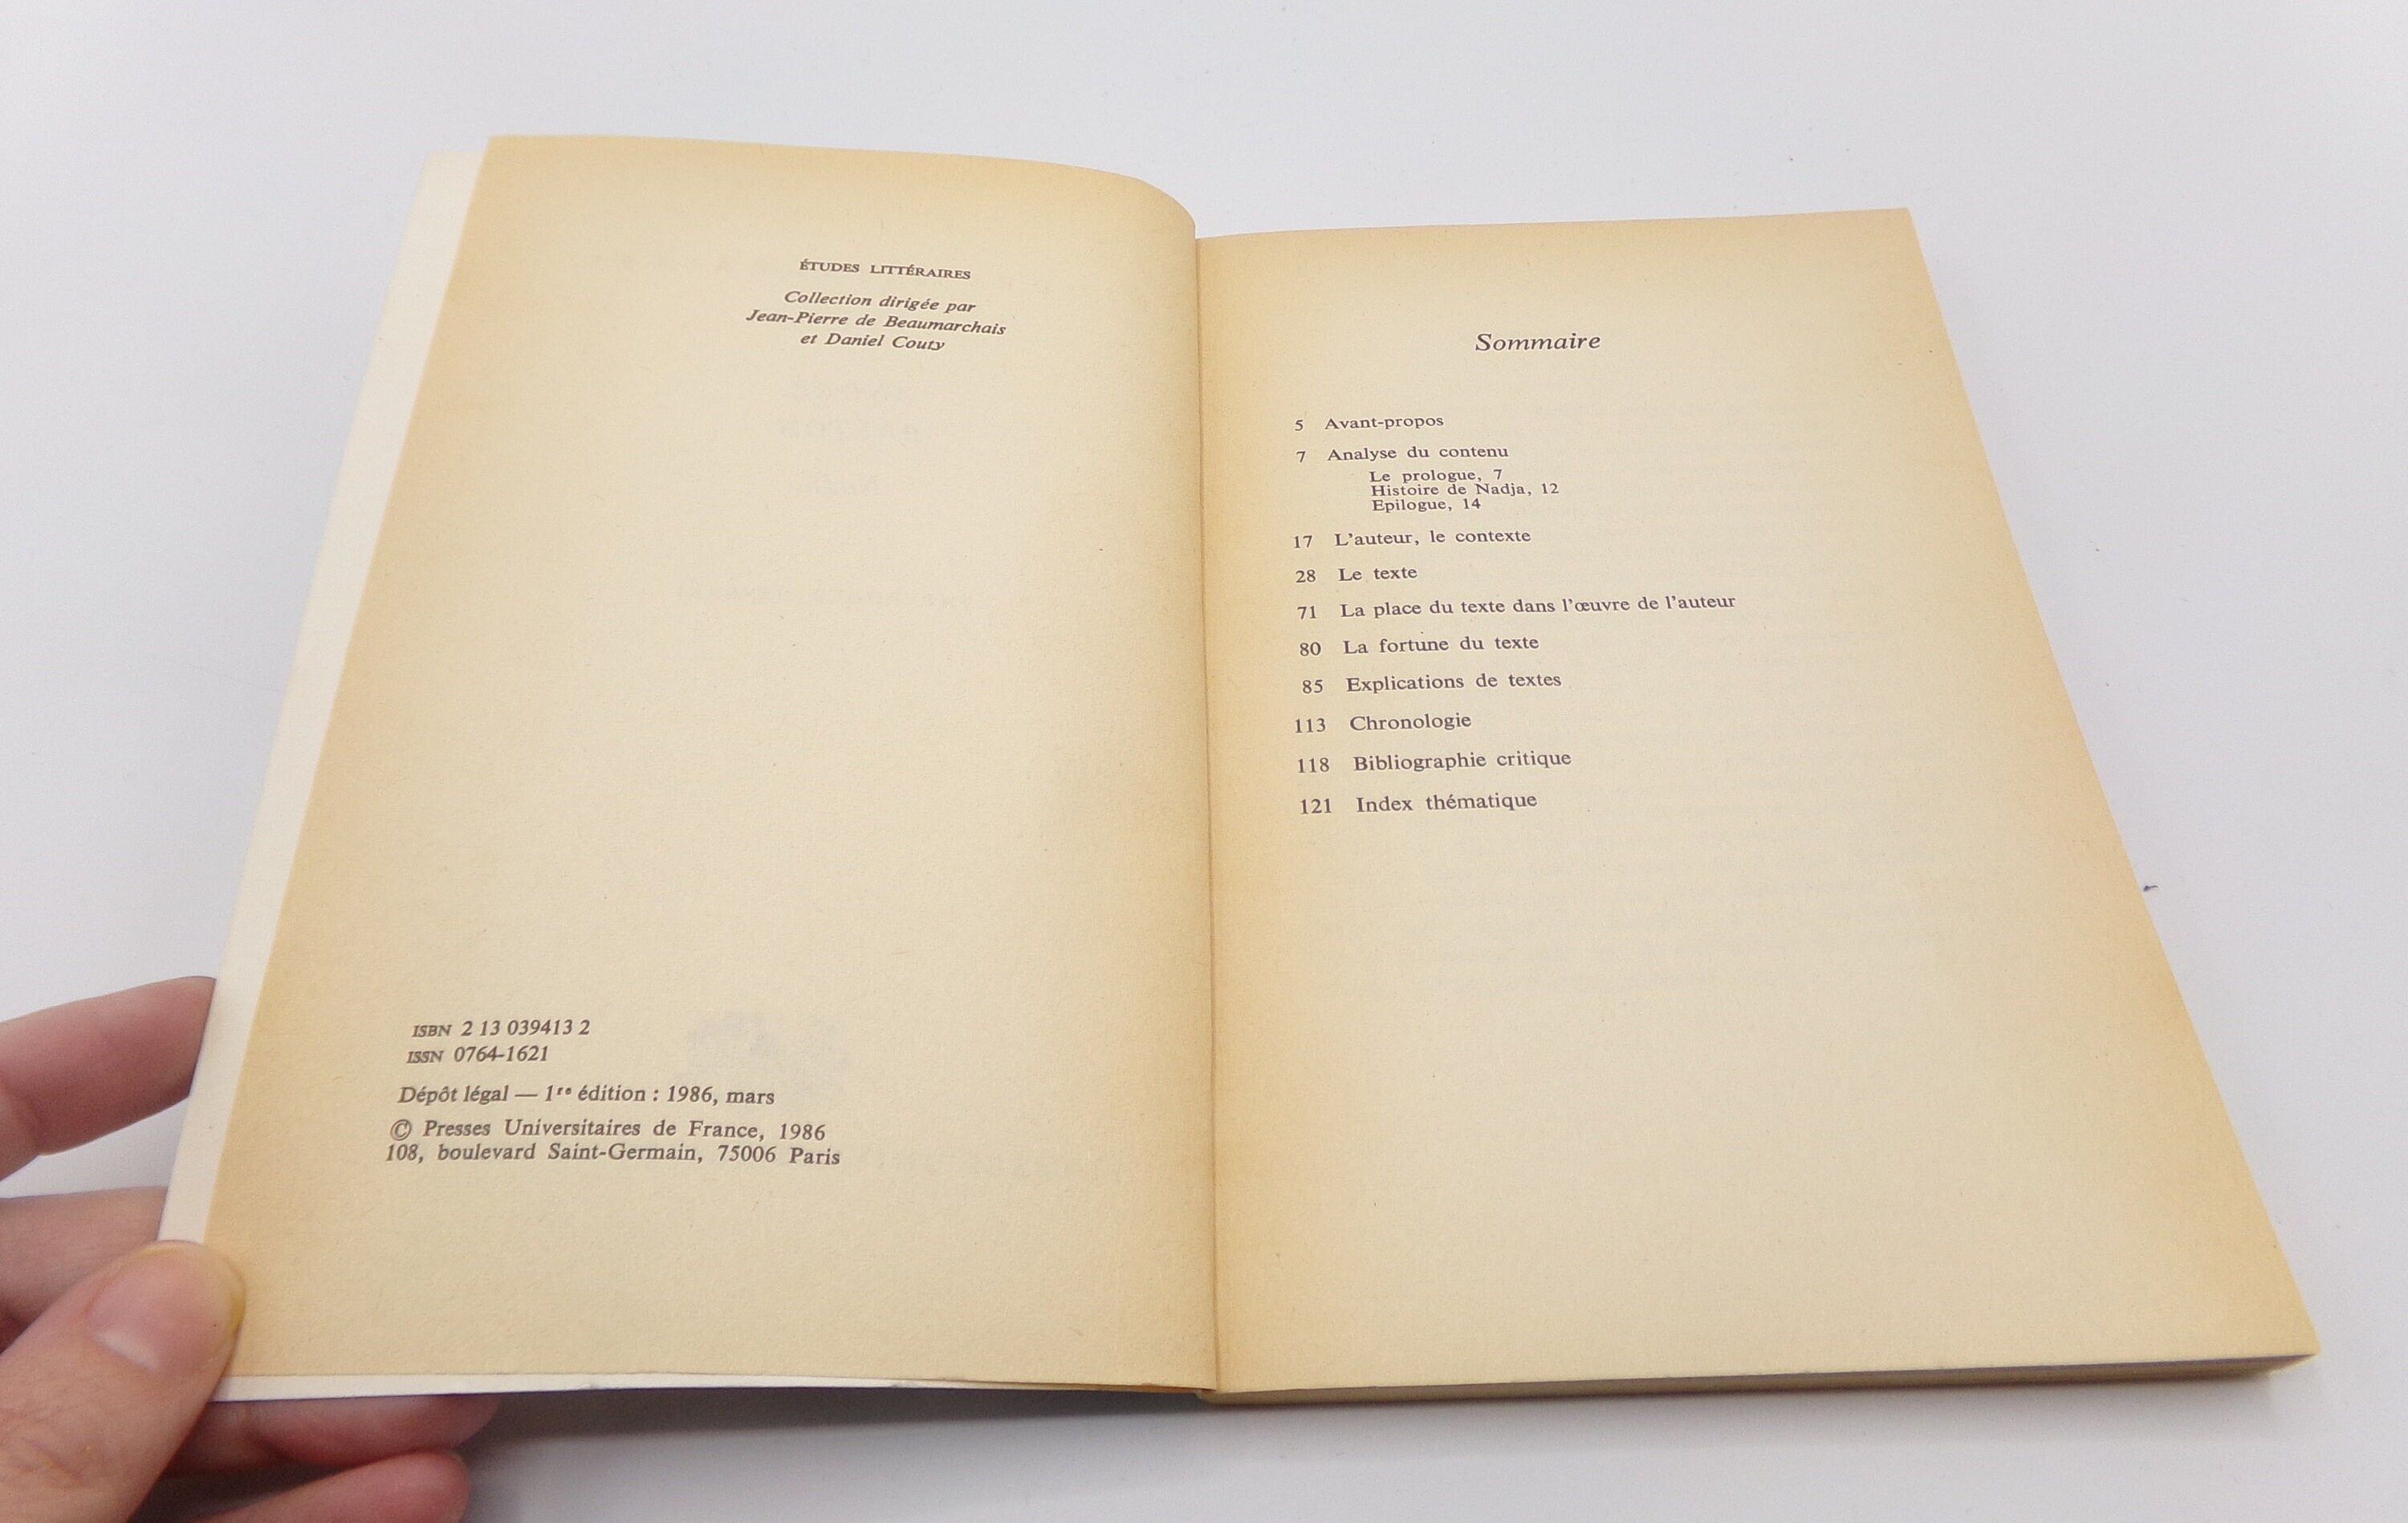 ÉTUDES LITTÉRAIRES
Collection dirigée par
Jean-Pierre de Beaumarchais
et Daniel Couty
ISBN 2 13 039413 2
ISSN 0764-1621
Dépôt légal — 1re édition : 1986, mars
© Presses Universitaires de France, 1986
108, boulevard Saint-Germain, 75006 Paris
Sommaire
5 Avant-propos
7 Analyse du contenu
Le prologue, 7
Histoire de Nadja, 12
Epilogue, 14
17 L'auteur, le contexte
28 Le texte
71 La place du texte dans l'œuvre de l'auteur
80 La fortune du texte
85 Explications de textes
113 Chronologie
118 Bibliographie critique
121 Index thématique